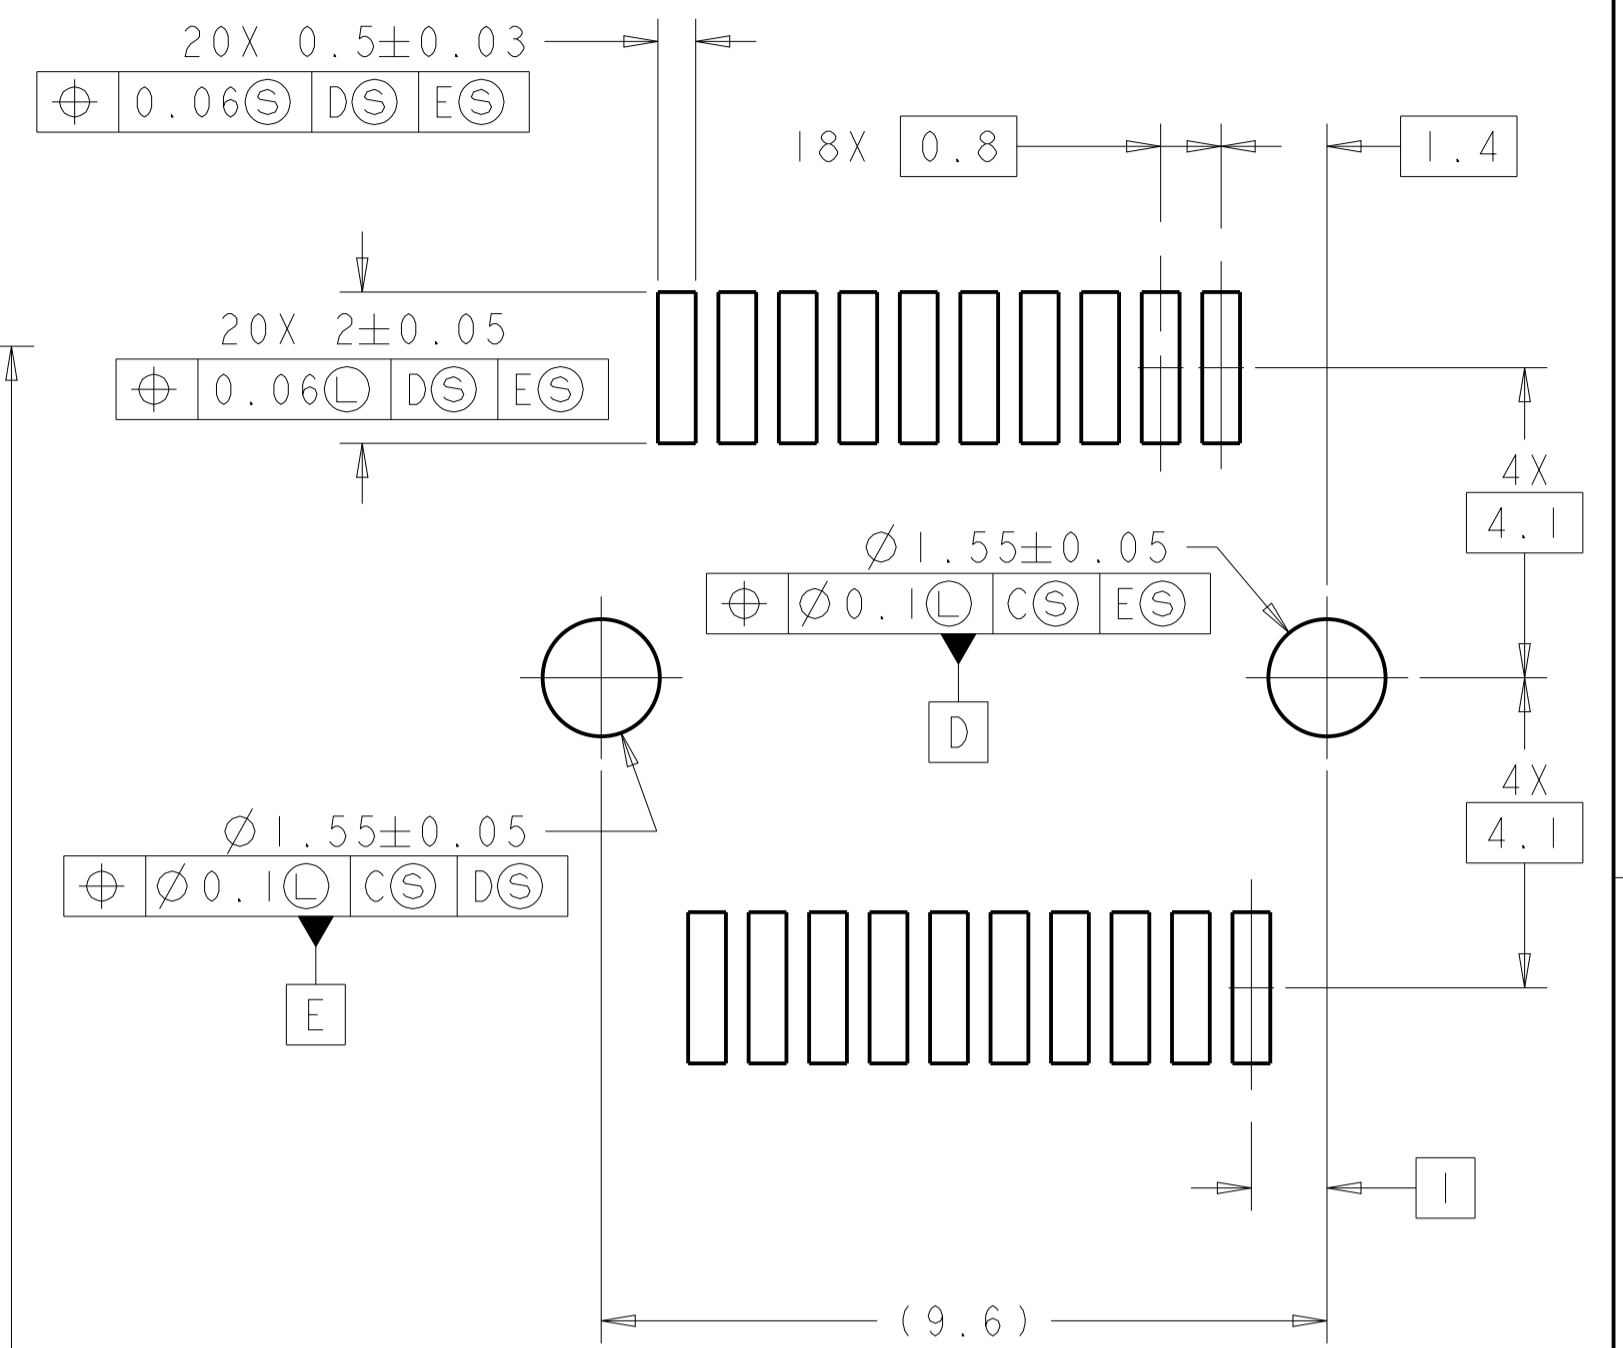 20X 0.5±0.03
⌖ 0.06Ⓢ DⓈ EⓈ
18X 0.8
1.4
20X 2±0.05
⌖ 0.06Ⓛ DⓈ EⓈ
4X
4.1
Ø1.55±0.05
⌖ Ø0.1Ⓛ CⓈ EⓈ
D
4X
4.1
Ø1.55±0.05
⌖ Ø0.1Ⓛ CⓈ DⓈ
E
1
(9.6)